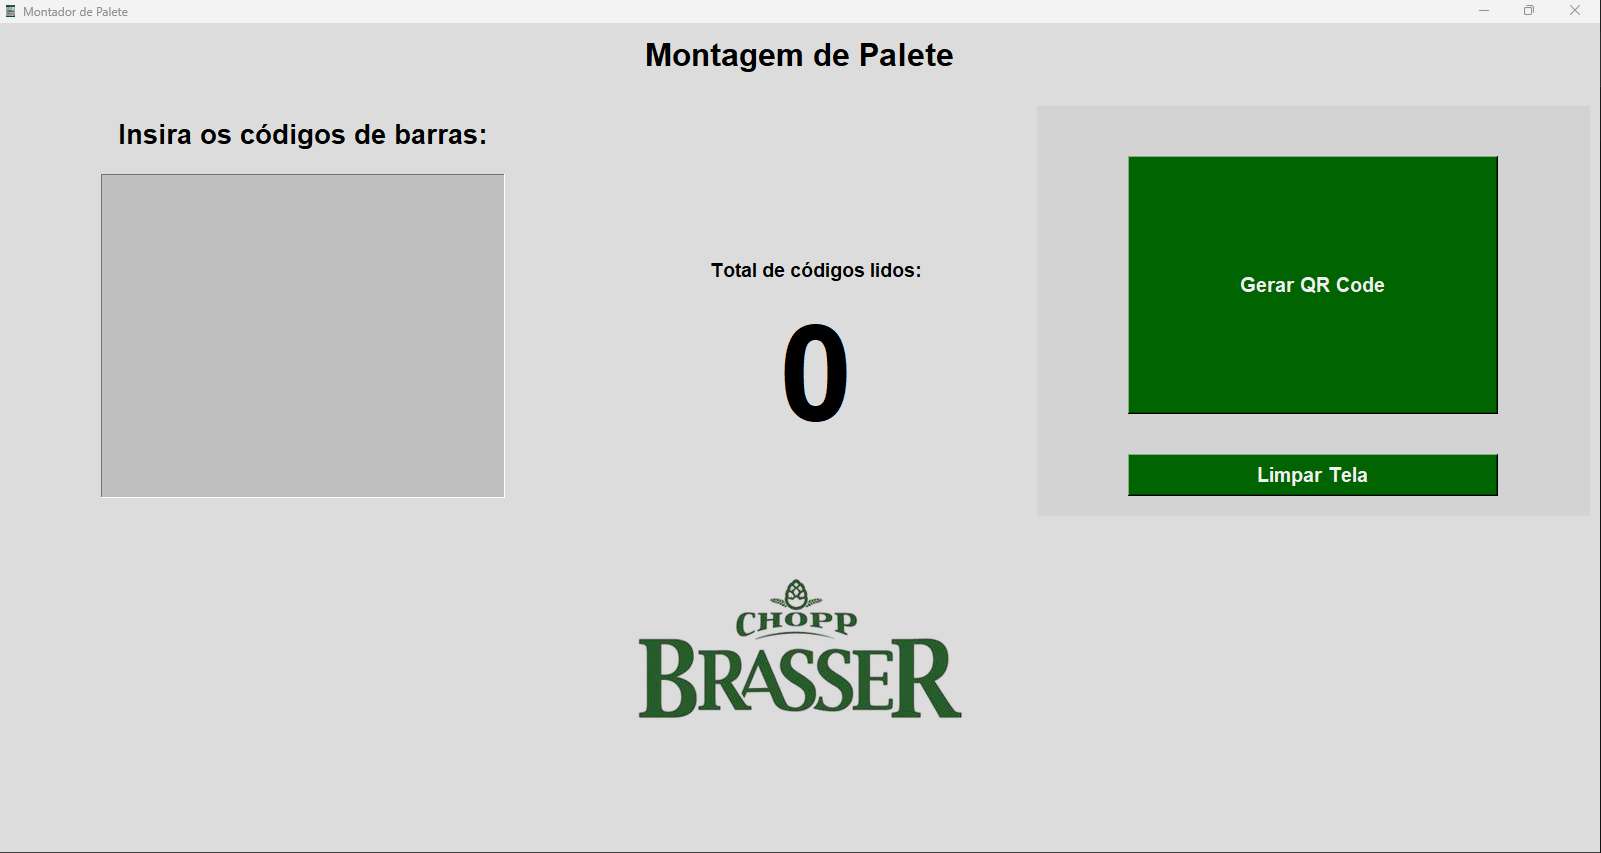 Montador de Palete
Montagem de Palete
Insira os códigos de barras:
Total de códigos lidos:
0
Gerar QR Code
Limpar Tela
CHOPP
BRASSER